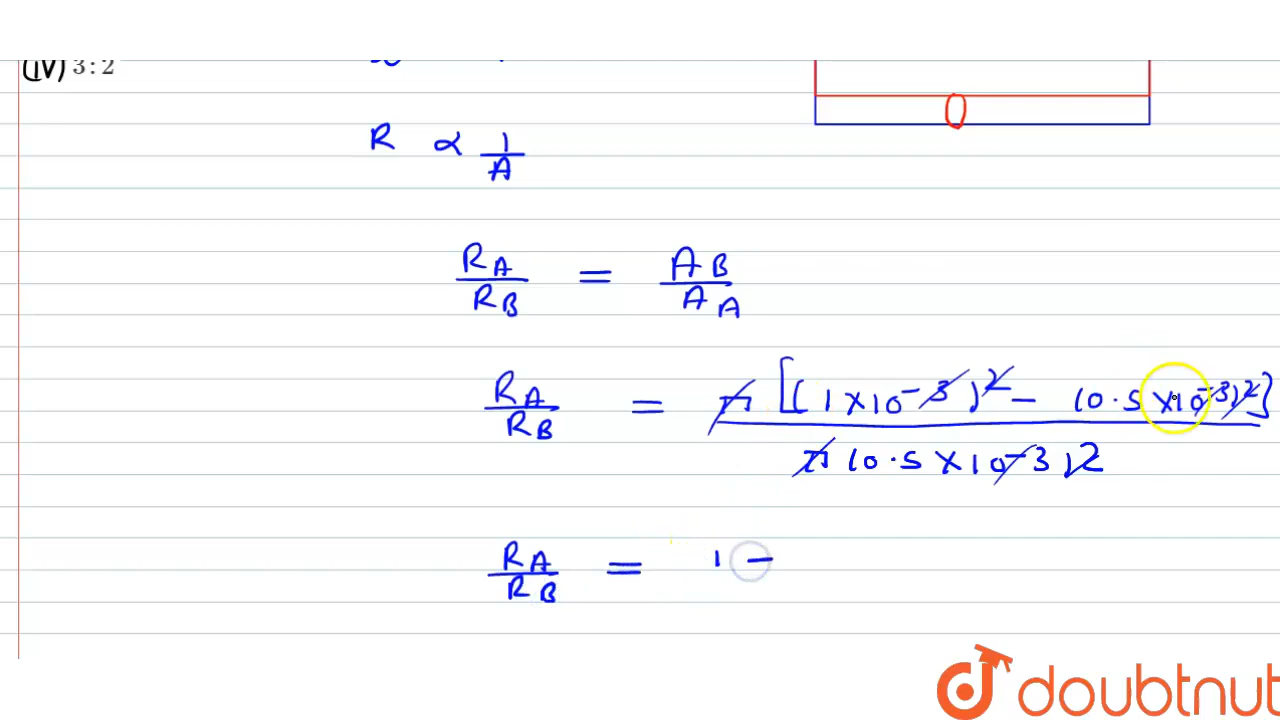 (iv) 3 : 2
R ∝ 1/A
R_A/R_B = A_B/A_A
R_A/R_B = π[(1×10⁻³)² − (0.5×10⁻³)²]/π(0.5×10⁻³)²
R_A/R_B = 1 −
doubtnut